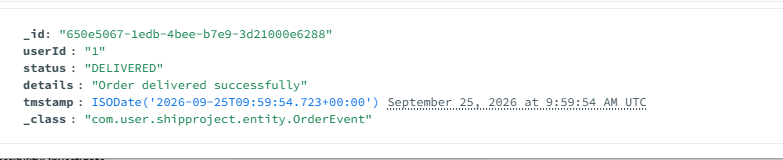 _id: "650e5067-1edb-4bee-b7e9-3d21000e6288"
userId : "1"
status : "DELIVERED"
details : "Order delivered successfully"
tmstamp : ISODate('2026-09-25T09:59:54.723+00:00') September 25, 2026 at 9:59:54 AM UTC
_class : "com.user.shipproject.entity.OrderEvent"